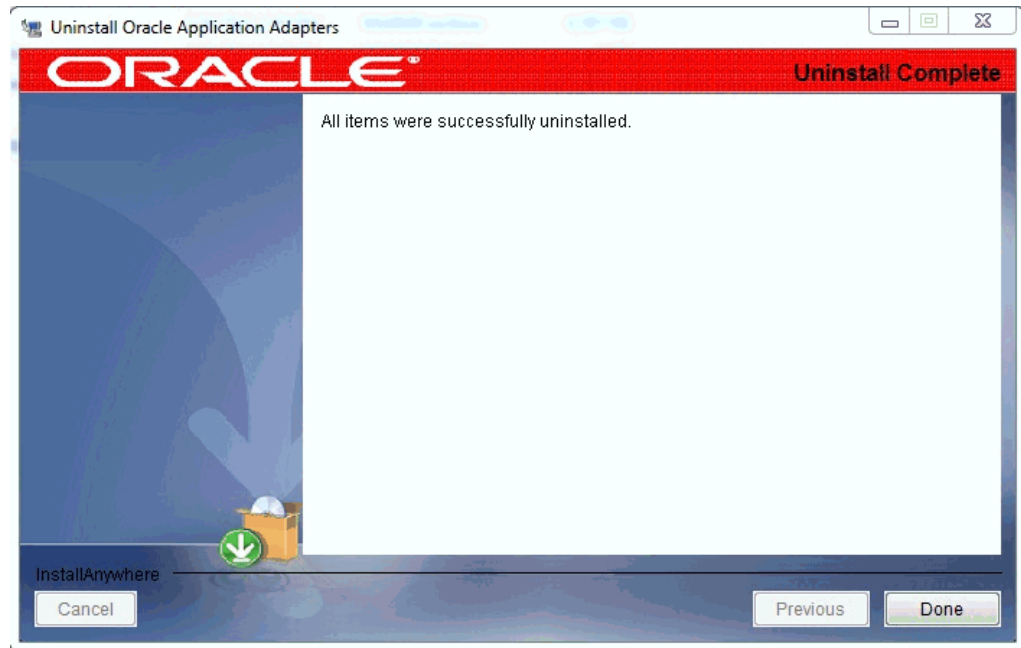 Uninstall Oracle Application Adapters
ORACLE®
Uninstall Complete
All items were successfully uninstalled.
InstallAnywhere
Cancel
Previous
Done